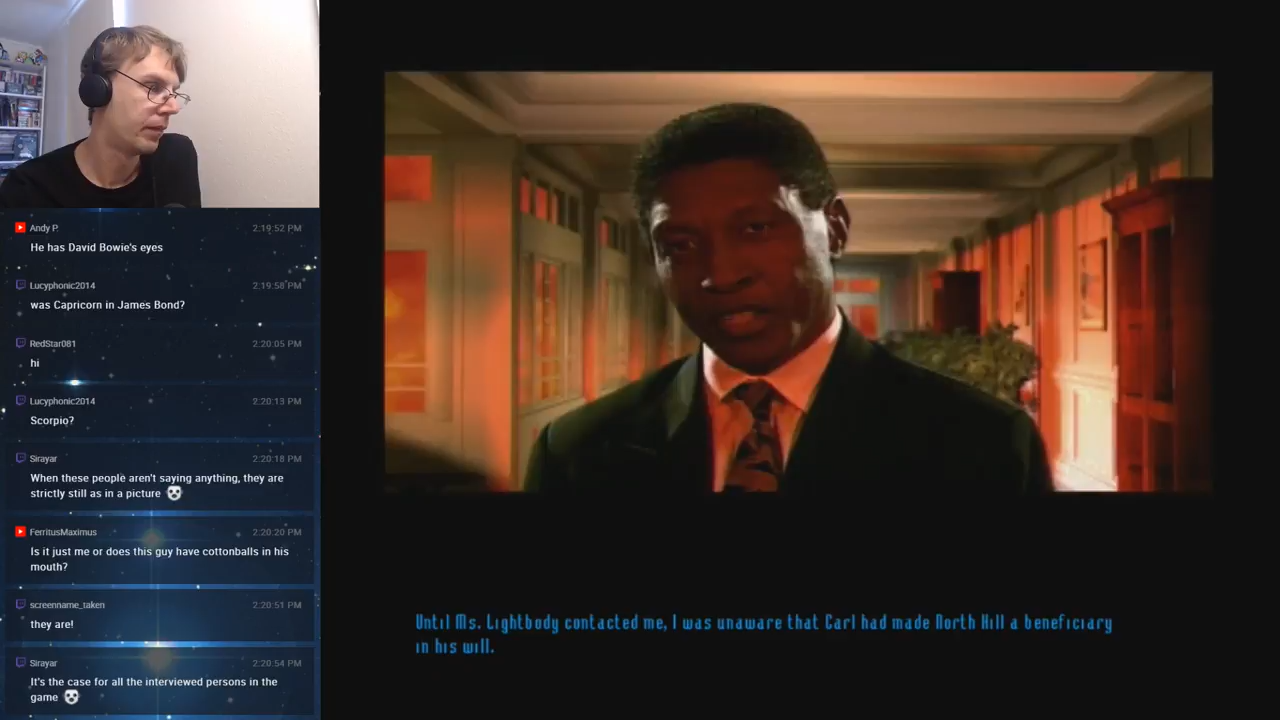 Andy P. 2:19:52 PM
He has David Bowie's eyes
Lucyphonic2014 2:19:58 PM
was Capricorn in James Bond?
RedStar081 2:20:05 PM
hi
Lucyphonic2014 2:20:13 PM
Scorpio?
Sirayar 2:20:18 PM
When these people aren't saying anything, they are
strictly still as in a picture
FerritusMaximus 2:20:20 PM
Is it just me or does this guy have cottonballs in his
mouth?
screenname_taken 2:20:51 PM
they are!
Sirayar 2:20:54 PM
It's the case for all the interviewed persons in the
game
Until Ms. Lightbody contacted me, I was unaware that Carl had made North Hill a beneficiary
in his will.